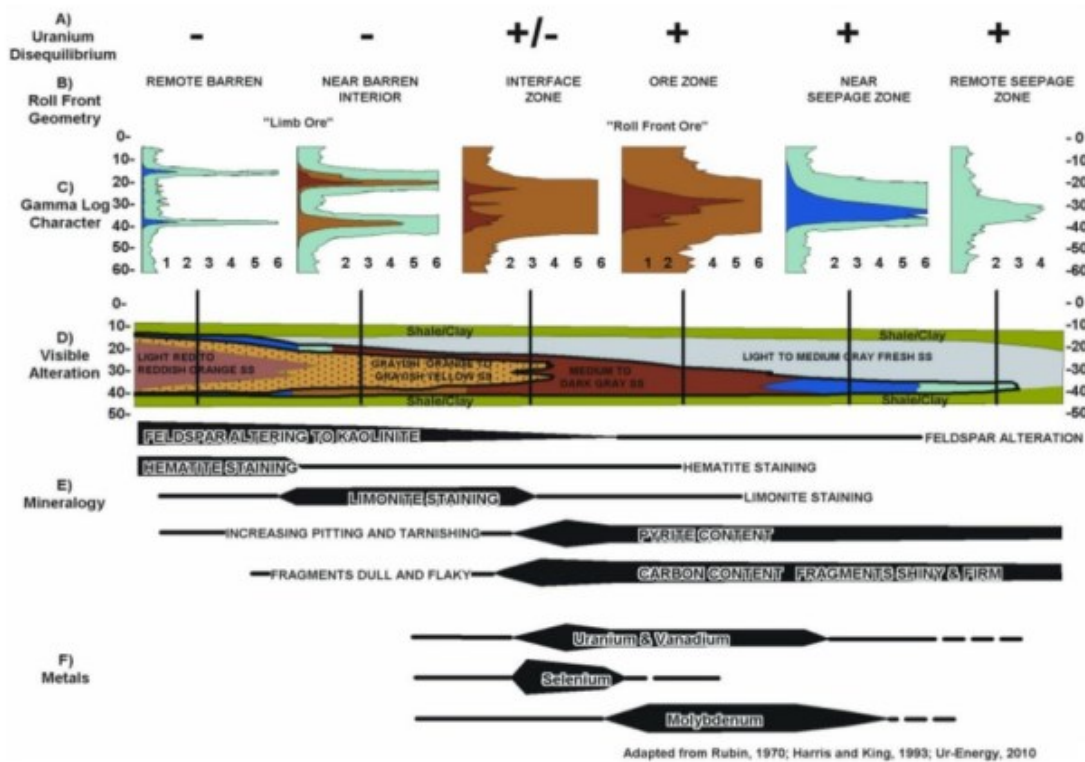 A)
Uranium
Disequilibrium
- - +/- + + +
B)
Roll Front
Geometry
REMOTE BARREN
NEAR BARREN
INTERIOR
INTERFACE
ZONE
ORE ZONE
NEAR
SEEPAGE ZONE
REMOTE SEEPAGE
ZONE
"Limb Ore"
"Roll Front Ore"
C)
Gamma Log
Character
0-
10-
20-
30-
40-
50-
60-
1 2 3 4 5 6
2 3 4 5 6
2 3 5 6
1 2 4 5 6
2 3 4 5 6
2 3 4
- 0
-10
-20
-30
-40
-50
-60
D)
Visible
Alteration
0-
10-
20-
30-
40-
50-
Shale/Clay
Shale/Clay
LIGHT RED TO
REDDISH ORANGE SS
GRAYISH ORANGE TO
GRAYISH YELLOW SS
MEDIUM TO
DARK GRAY SS
LIGHT TO MEDIUM GRAY FRESH SS
Shale/Clay
Shale/Clay
- 0
-10
-20
-30
-40
-50
E)
Mineralogy
FELDSPAR ALTERING TO KAOLINITE
FELDSPAR ALTERATION
HEMATITE STAINING
HEMATITE STAINING
LIMONITE STAINING
LIMONITE STAINING
INCREASING PITTING AND TARNISHING
PYRITE CONTENT
FRAGMENTS DULL AND FLAKY
CARBON CONTENT FRAGMENTS SHINY & FIRM
F)
Metals
Uranium & Vanadium
Selenium
Molybdenum
Adapted from Rubin, 1970; Harris and King, 1993; Ur-Energy, 2010